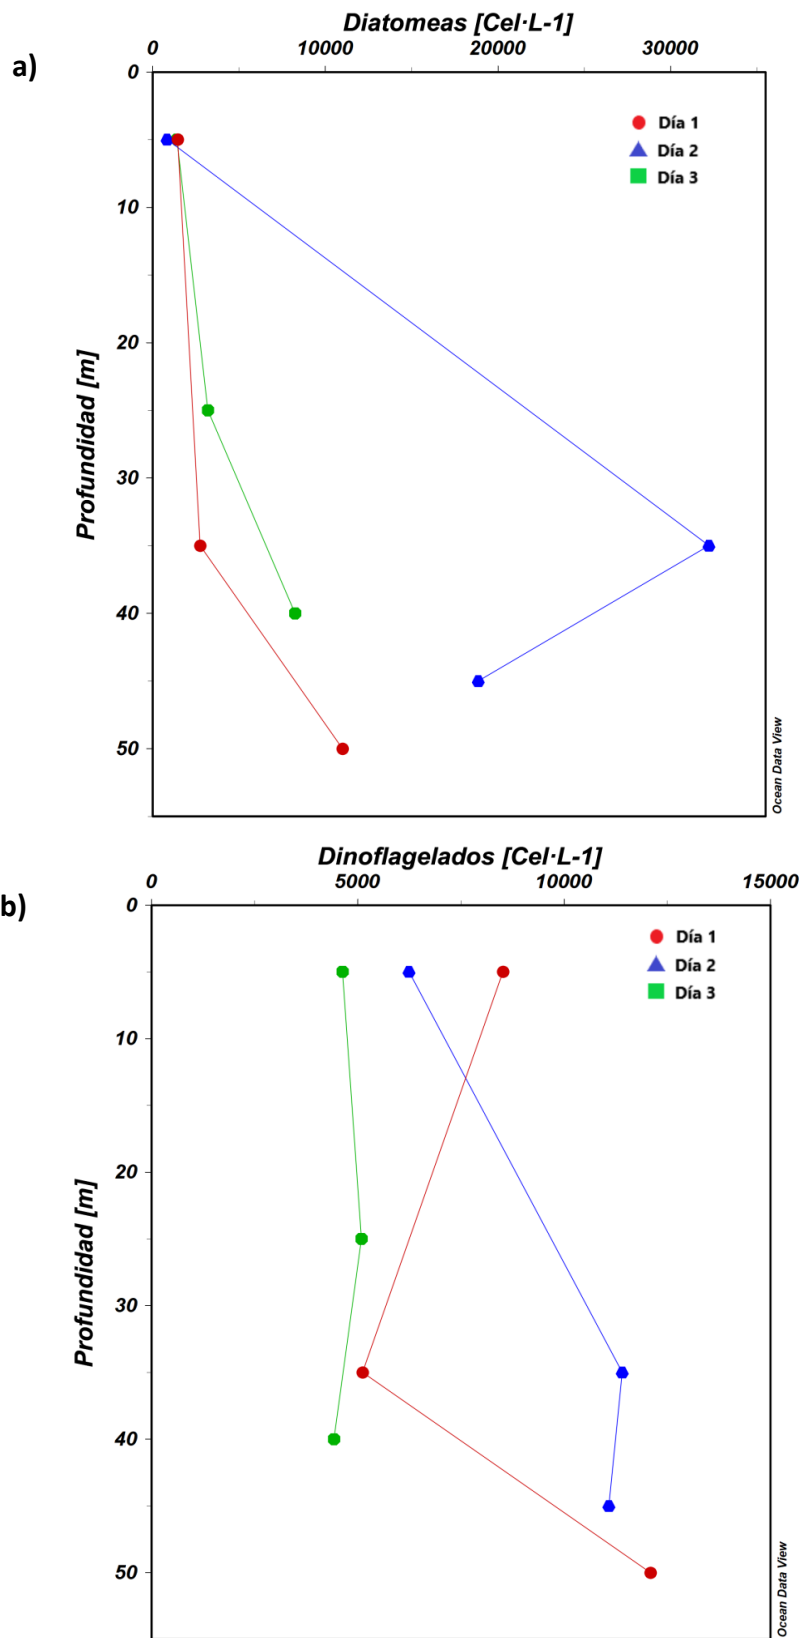 Diatomeas [Cel·L-1]
0 10000 20000 30000
a)
0
10
20
30
40
50
Profundidad [m]
Día 1
Día 2
Día 3
Ocean Data View
Dinoflagelados [Cel·L-1]
0 5000 10000 15000
b)
0
10
20
30
40
50
Profundidad [m]
Día 1
Día 2
Día 3
Ocean Data View